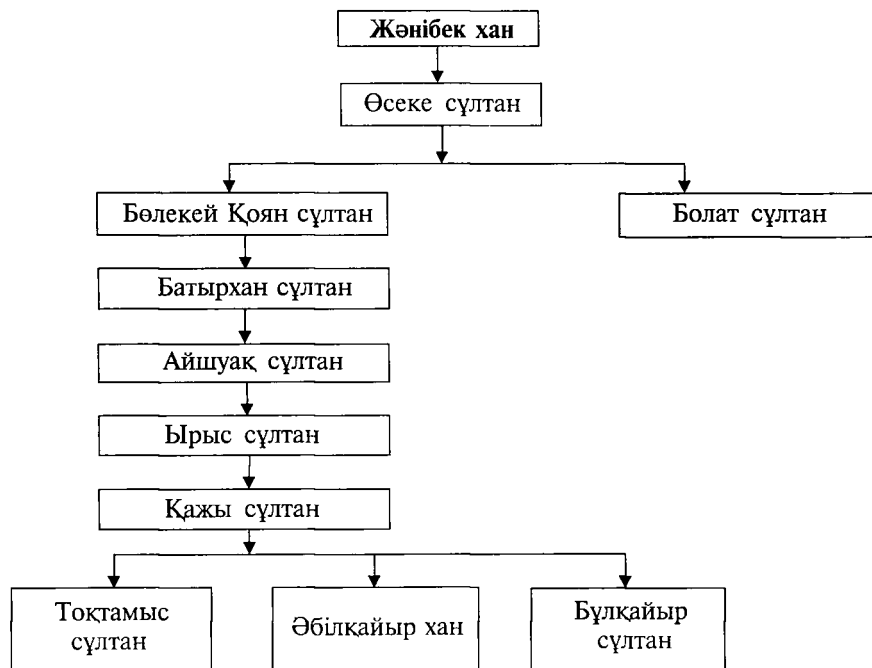 Жәнібек хан
Өсеке сұлтан
Бөлекей Қоян сұлтан
Болат сұлтан
Батырхан сұлтан
Айшуақ сұлтан
Ырыс сұлтан
Қажы сұлтан
Тоқтамыс
сұлтан
Әбілқайыр хан
Бұлқайыр
сұлтан